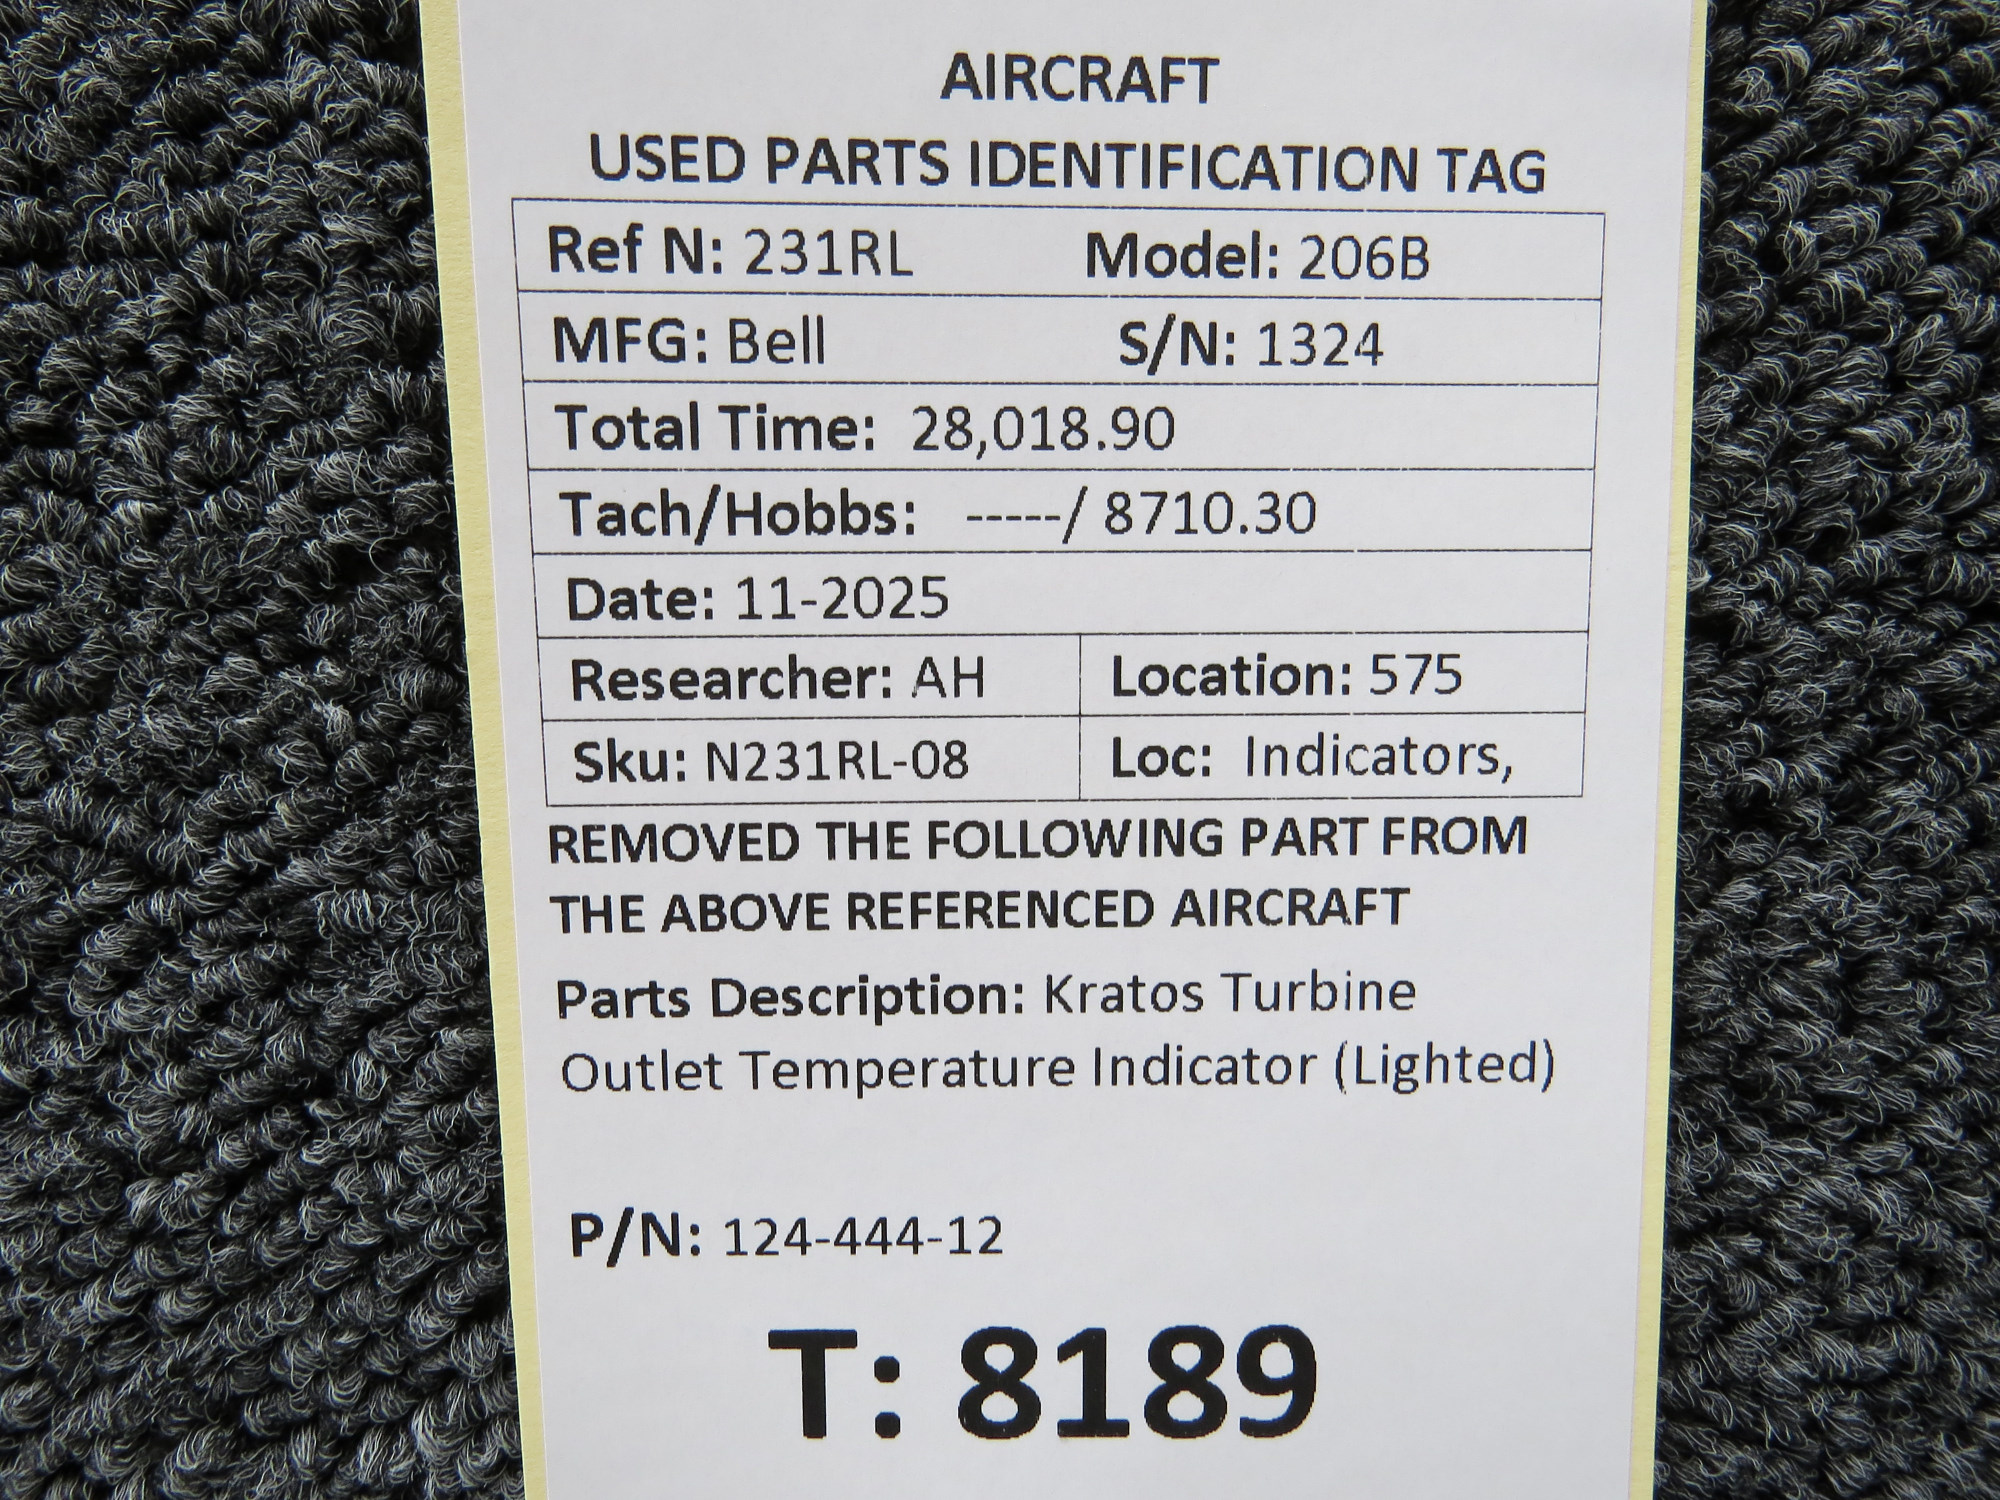 AIRCRAFT
USED PARTS IDENTIFICATION TAG
Ref N: 231RL Model: 206B
MFG: Bell S/N: 1324
Total Time: 28,018.90
Tach/Hobbs: -----/ 8710.30
Date: 11-2025
Researcher: AH Location: 575
Sku: N231RL-08 Loc: Indicators,
REMOVED THE FOLLOWING PART FROM
THE ABOVE REFERENCED AIRCRAFT
Parts Description: Kratos Turbine
Outlet Temperature Indicator (Lighted)
P/N: 124-444-12
T: 8189